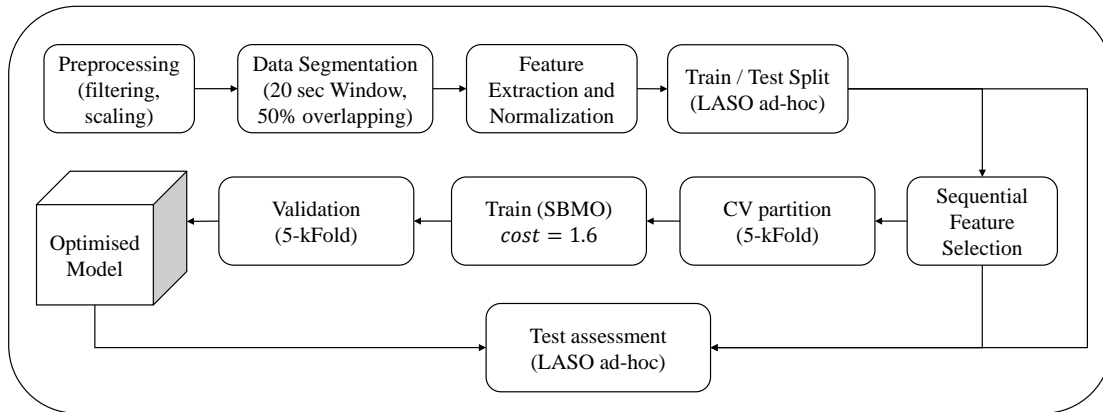 Preprocessing
(filtering,
scaling)
Data Segmentation
(20 sec Window,
50% overlapping)
Feature
Extraction and
Normalization
Train / Test Split
(LASO ad-hoc)
Optimised
Model
Validation
(5-kFold)
Train (SBMO)
cost = 1.6
CV partition
(5-kFold)
Sequential
Feature
Selection
Test assessment
(LASO ad-hoc)